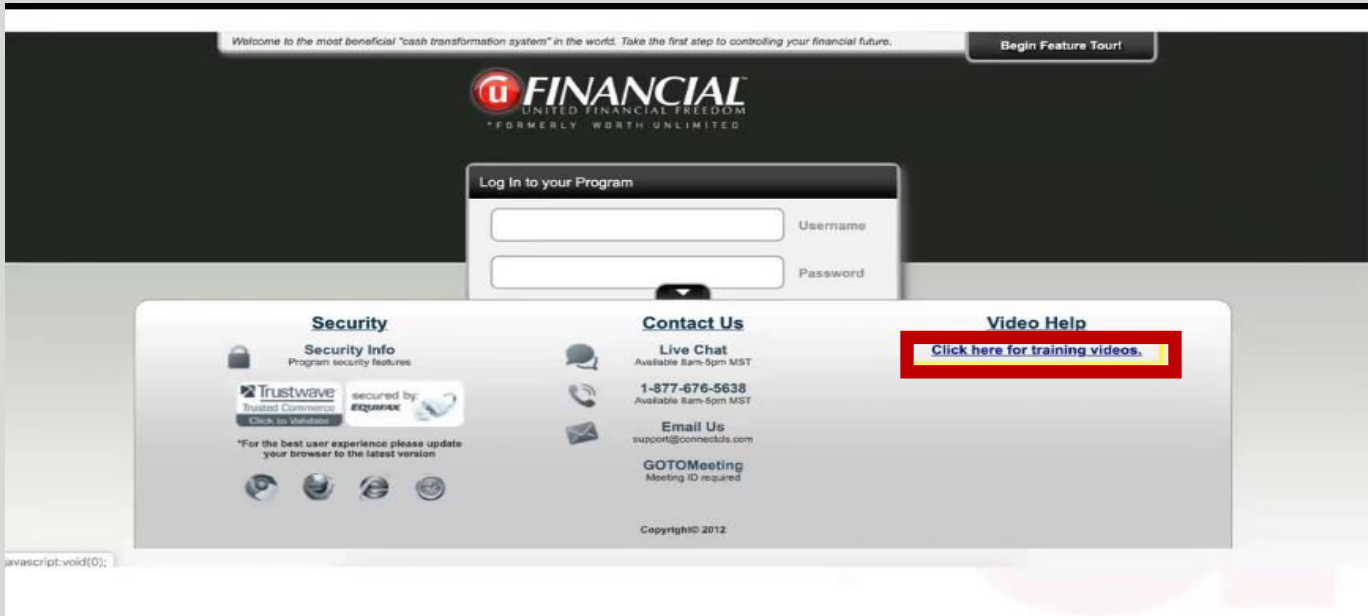 Welcome to the most beneficial "cash transformation system" in the world. Take the first step to controlling your financial future.
Begin Feature Tour!
u FINANCIAL™
UNITED FINANCIAL FREEDOM
*FORMERLY WORTH UNLIMITED
Log In to your Program
Username
Password
Security
Security Info
Program security features
Trustwave
Trusted Commerce
Click to Validate
secured by:
EQUIFAX
*For the best user experience please update
your browser to the latest version
Contact Us
Live Chat
Available 8am-5pm MST
1-877-676-5638
Available 8am-5pm MST
Email Us
support@connectcls.com
GOTOMeeting
Meeting ID required
Copyright© 2012
Video Help
Click here for training videos.
avascript:void(0);